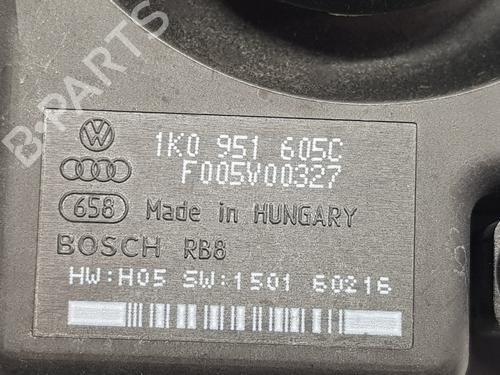 B-PARTS
1K0 951 605C
F005V00327
658 Made in HUNGARY
BOSCH RB8
HW:H05 SW:1501 60216